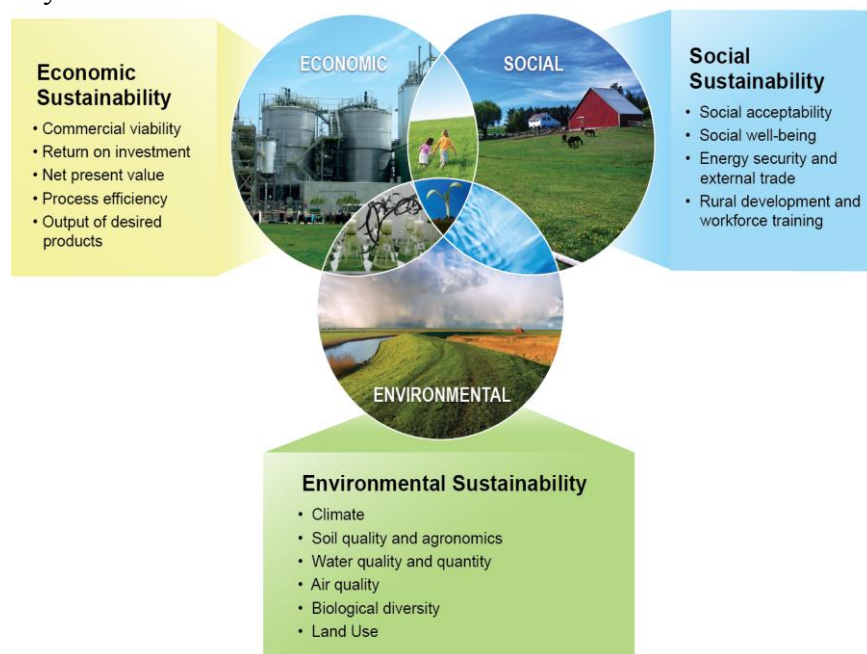 ECONOMIC
SOCIAL
Economic
Sustainability
• Commercial viability
• Return on investment
• Net present value
• Process efficiency
• Output of desired
products
Social
Sustainability
• Social acceptability
• Social well-being
• Energy security and
external trade
• Rural development and
workforce training
ENVIRONMENTAL
Environmental Sustainability
• Climate
• Soil quality and agronomics
• Water quality and quantity
• Air quality
• Biological diversity
• Land Use